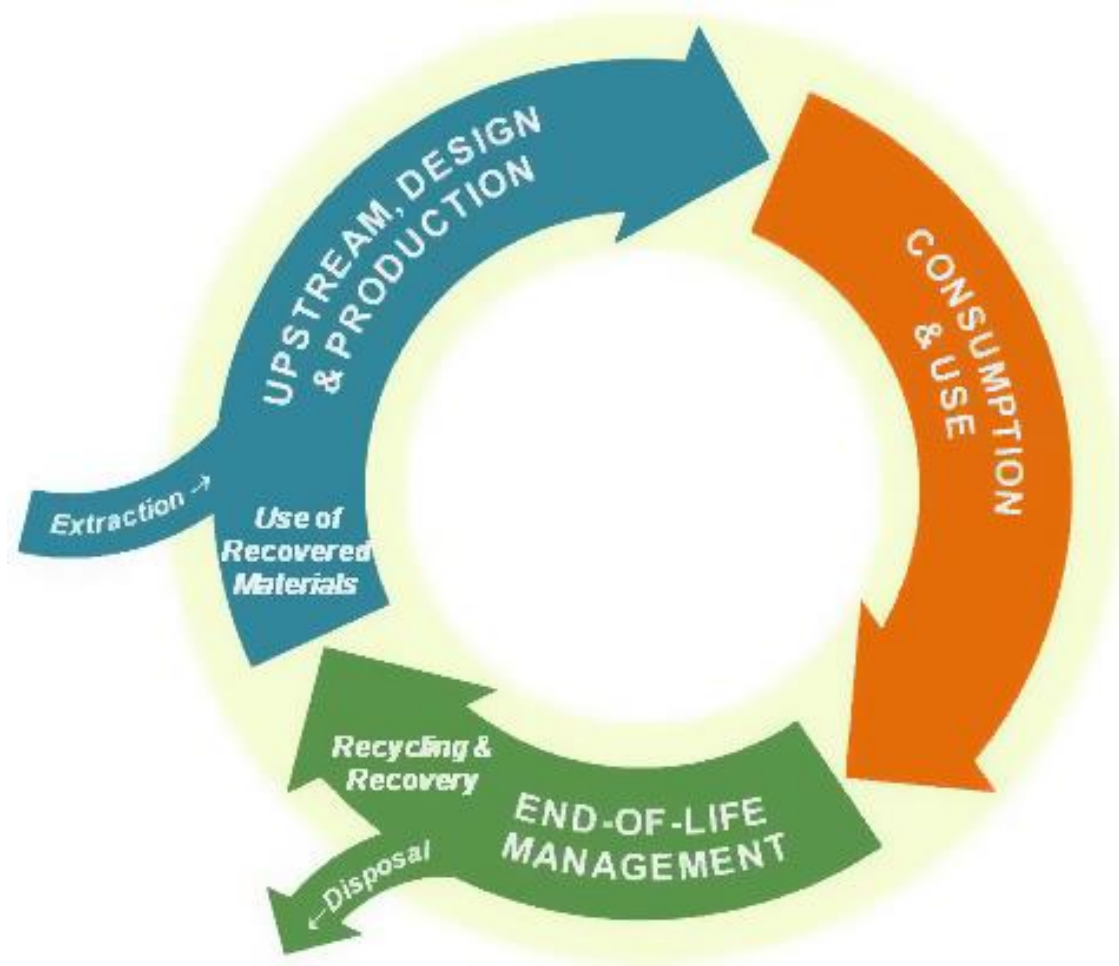 UPSTREAM, DESIGN
& PRODUCTION
CONSUMPTION
& USE
Extraction →
Use of
Recovered
Materials
Recycling &
Recovery
END-OF-LIFE
MANAGEMENT
←Disposal